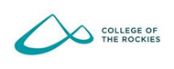 COLLEGE OF
THE ROCKIES